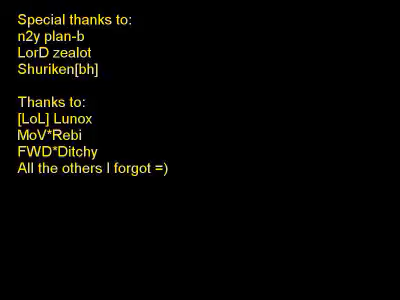 Special thanks to:
n2y plan-b
LorD zealot
Shuriken[bh]
Thanks to:
[LoL] Lunox
MoV*Rebi
FWD*Ditchy
All the others I forgot =)